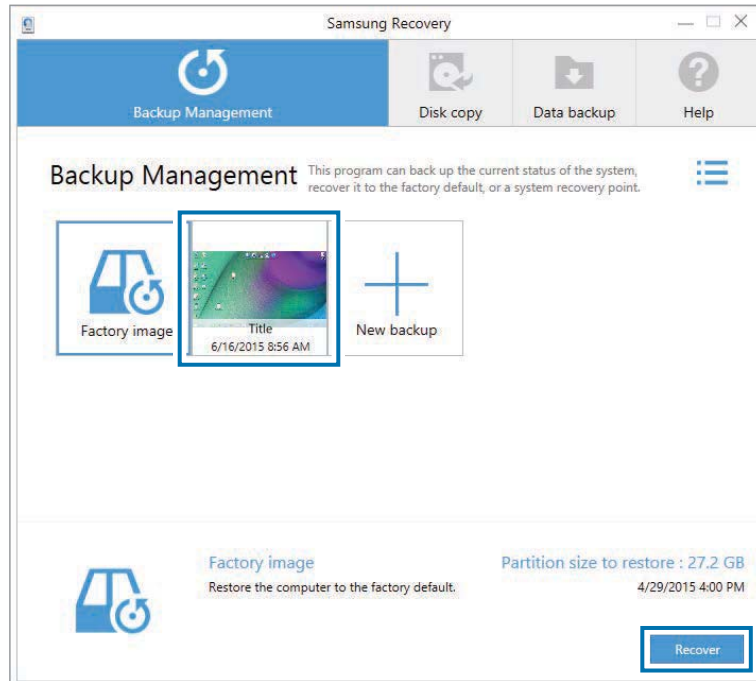 Samsung Recovery
Backup Management
Disk copy
Data backup
Help
Backup Management
This program can back up the current status of the system,
recover it to the factory default, or a system recovery point.
Factory image
Title
6/16/2015 8:56 AM
New backup
Factory image
Partition size to restore : 27.2 GB
Restore the computer to the factory default.
4/29/2015 4:00 PM
Recover